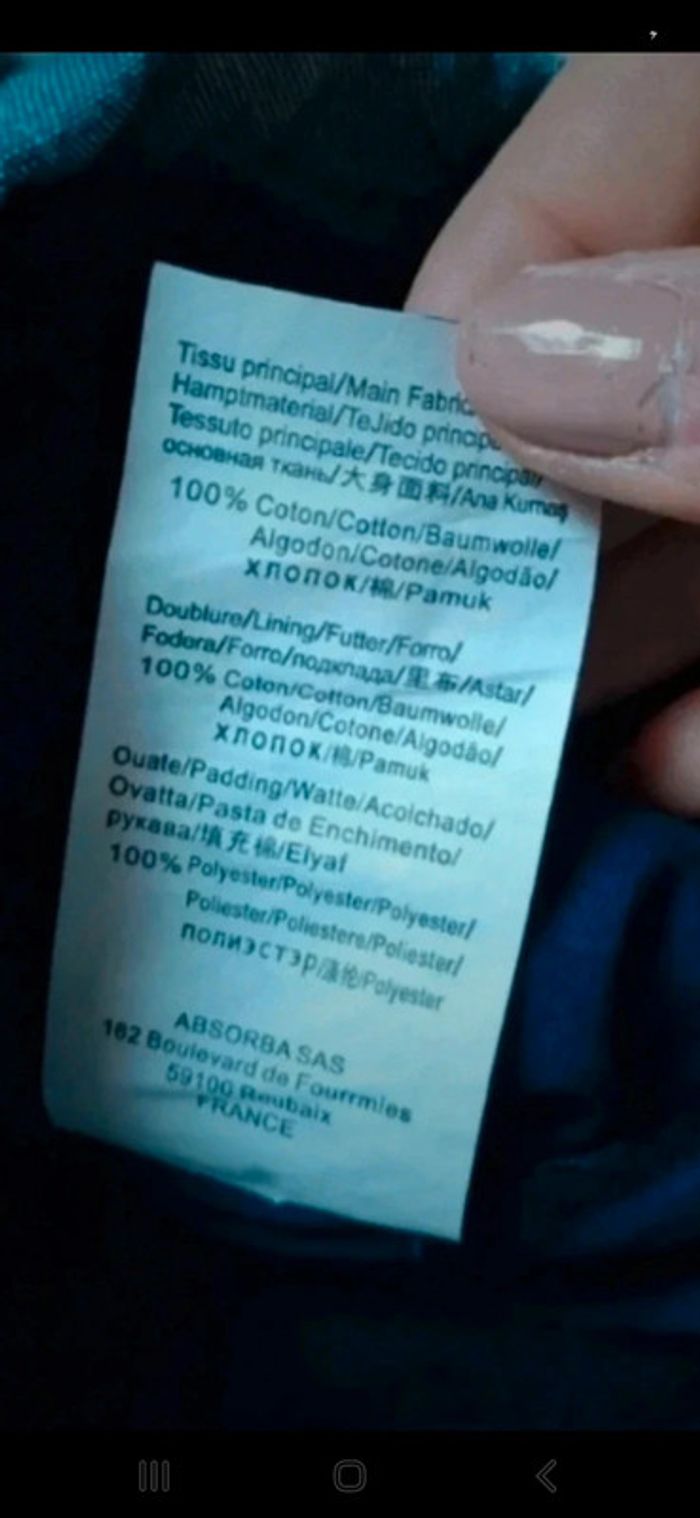 Tissu principal/Main Fabric
Hamptmaterial/TeJido princip
Tessuto principale/Tecido principal/
основная ткань/大身面料/Ana Kumaş
100% Coton/Cotton/Baumwolle/
Algodon/Cotone/Algodão/
хлопок/棉/Pamuk
Doublure/Lining/Futter/Forro/
Fodera/Forro/подклада/里布/Astar/
100% Coton/Cotton/Baumwolle/
Algodon/Cotone/Algodão/
хлопок/棉/Pamuk
Ouate/Padding/Watte/Acolchado/
Ovatta/Pasta de Enchimento/
рукава/填充棉/Elyaf
100% Polyester/Polyester/Polyester/
Poliester/Poliestere/Poliester/
полиэстэр/涤伦/Polyester
ABSORBA SAS
162 Boulevard de Fourrmies
59100 Roubaix
FRANCE